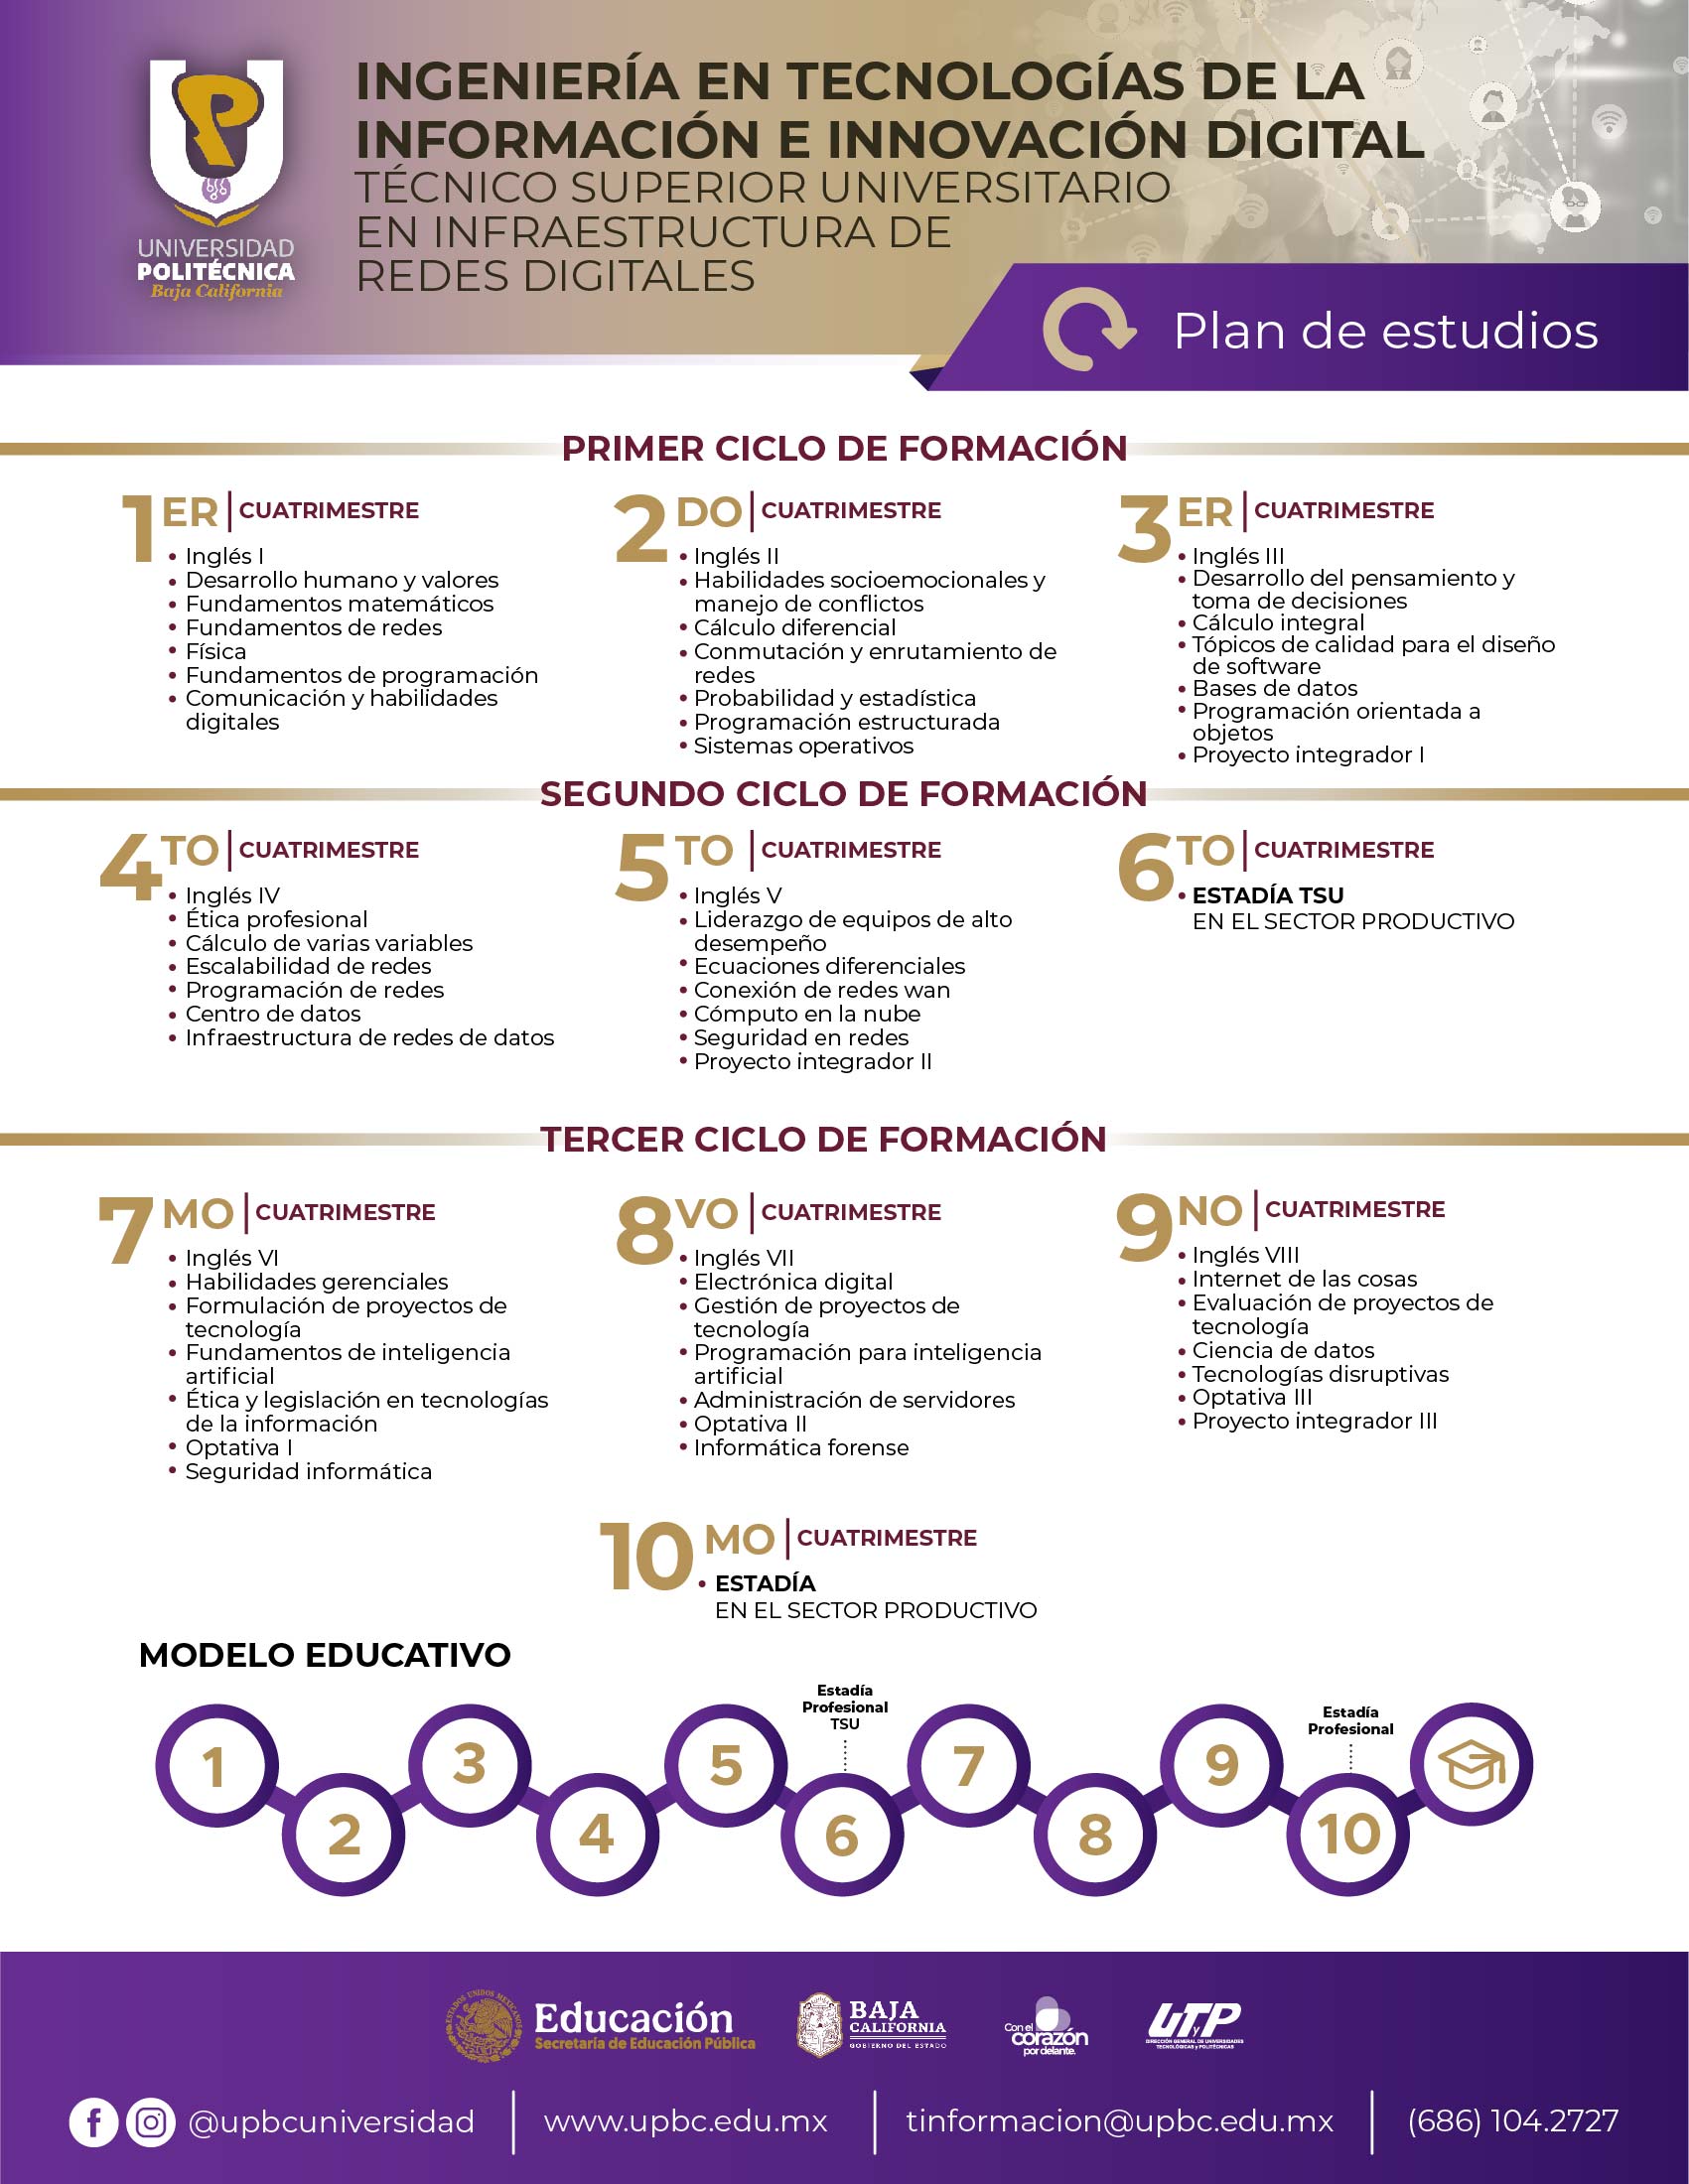 INGENIERÍA EN TECNOLOGÍAS DE LA
INFORMACIÓN E INNOVACIÓN DIGITAL
TÉCNICO SUPERIOR UNIVERSITARIO
EN INFRAESTRUCTURA DE
REDES DIGITALES
UNIVERSIDAD
POLITÉCNICA
Baja California
Plan de estudios
PRIMER CICLO DE FORMACIÓN
1ER | CUATRIMESTRE
• Inglés I
• Desarrollo humano y valores
• Fundamentos matemáticos
• Fundamentos de redes
• Física
• Fundamentos de programación
• Comunicación y habilidades
digitales
2DO | CUATRIMESTRE
• Inglés II
• Habilidades socioemocionales y
manejo de conflictos
• Cálculo diferencial
• Conmutación y enrutamiento de
redes
• Probabilidad y estadística
• Programación estructurada
• Sistemas operativos
3ER | CUATRIMESTRE
• Inglés III
• Desarrollo del pensamiento y
toma de decisiones
• Cálculo integral
• Tópicos de calidad para el diseño
de software
• Bases de datos
• Programación orientada a
objetos
• Proyecto integrador I
SEGUNDO CICLO DE FORMACIÓN
4TO | CUATRIMESTRE
• Inglés IV
• Ética profesional
• Cálculo de varias variables
• Escalabilidad de redes
• Programación de redes
• Centro de datos
• Infraestructura de redes de datos
5TO | CUATRIMESTRE
• Inglés V
• Liderazgo de equipos de alto
desempeño
• Ecuaciones diferenciales
• Conexión de redes wan
• Cómputo en la nube
• Seguridad en redes
• Proyecto integrador II
6TO | CUATRIMESTRE
• ESTADÍA TSU
EN EL SECTOR PRODUCTIVO
TERCER CICLO DE FORMACIÓN
7MO | CUATRIMESTRE
• Inglés VI
• Habilidades gerenciales
• Formulación de proyectos de
tecnología
• Fundamentos de inteligencia
artificial
• Ética y legislación en tecnologías
de la información
• Optativa I
• Seguridad informática
8VO | CUATRIMESTRE
• Inglés VII
• Electrónica digital
• Gestión de proyectos de
tecnología
• Programación para inteligencia
artificial
• Administración de servidores
• Optativa II
• Informática forense
9NO | CUATRIMESTRE
• Inglés VIII
• Internet de las cosas
• Evaluación de proyectos de
tecnología
• Ciencia de datos
• Tecnologías disruptivas
• Optativa III
• Proyecto integrador III
10MO | CUATRIMESTRE
• ESTADÍA
EN EL SECTOR PRODUCTIVO
MODELO EDUCATIVO
1
2
3
4
5
Estadía
Profesional
TSU
6
7
8
9
Estadía
Profesional
10
ESTADOS UNIDOS MEXICANOS
Educación
Secretaría de Educación Pública
BAJA
CALIFORNIA
GOBIERNO DEL ESTADO
Con el
corazón
por delante.
UTyP
DIRECCIÓN GENERAL DE UNIVERSIDADES
TECNOLÓGICAS y POLITÉCNICAS
@upbcuniversidad
www.upbc.edu.mx
tinformacion@upbc.edu.mx
(686) 104.2727